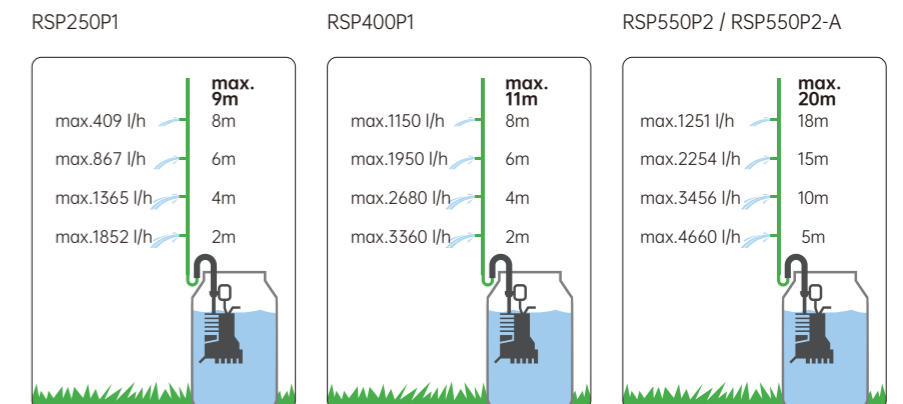 RSP250P1
max.
9m
max.409 l/h 8m
max.867 l/h 6m
max.1365 l/h 4m
max.1852 l/h 2m
RSP400P1
max.
11m
max.1150 l/h 8m
max.1950 l/h 6m
max.2680 l/h 4m
max.3360 l/h 2m
RSP550P2 / RSP550P2-A
max.
20m
max.1251 l/h 18m
max.2254 l/h 15m
max.3456 l/h 10m
max.4660 l/h 5m